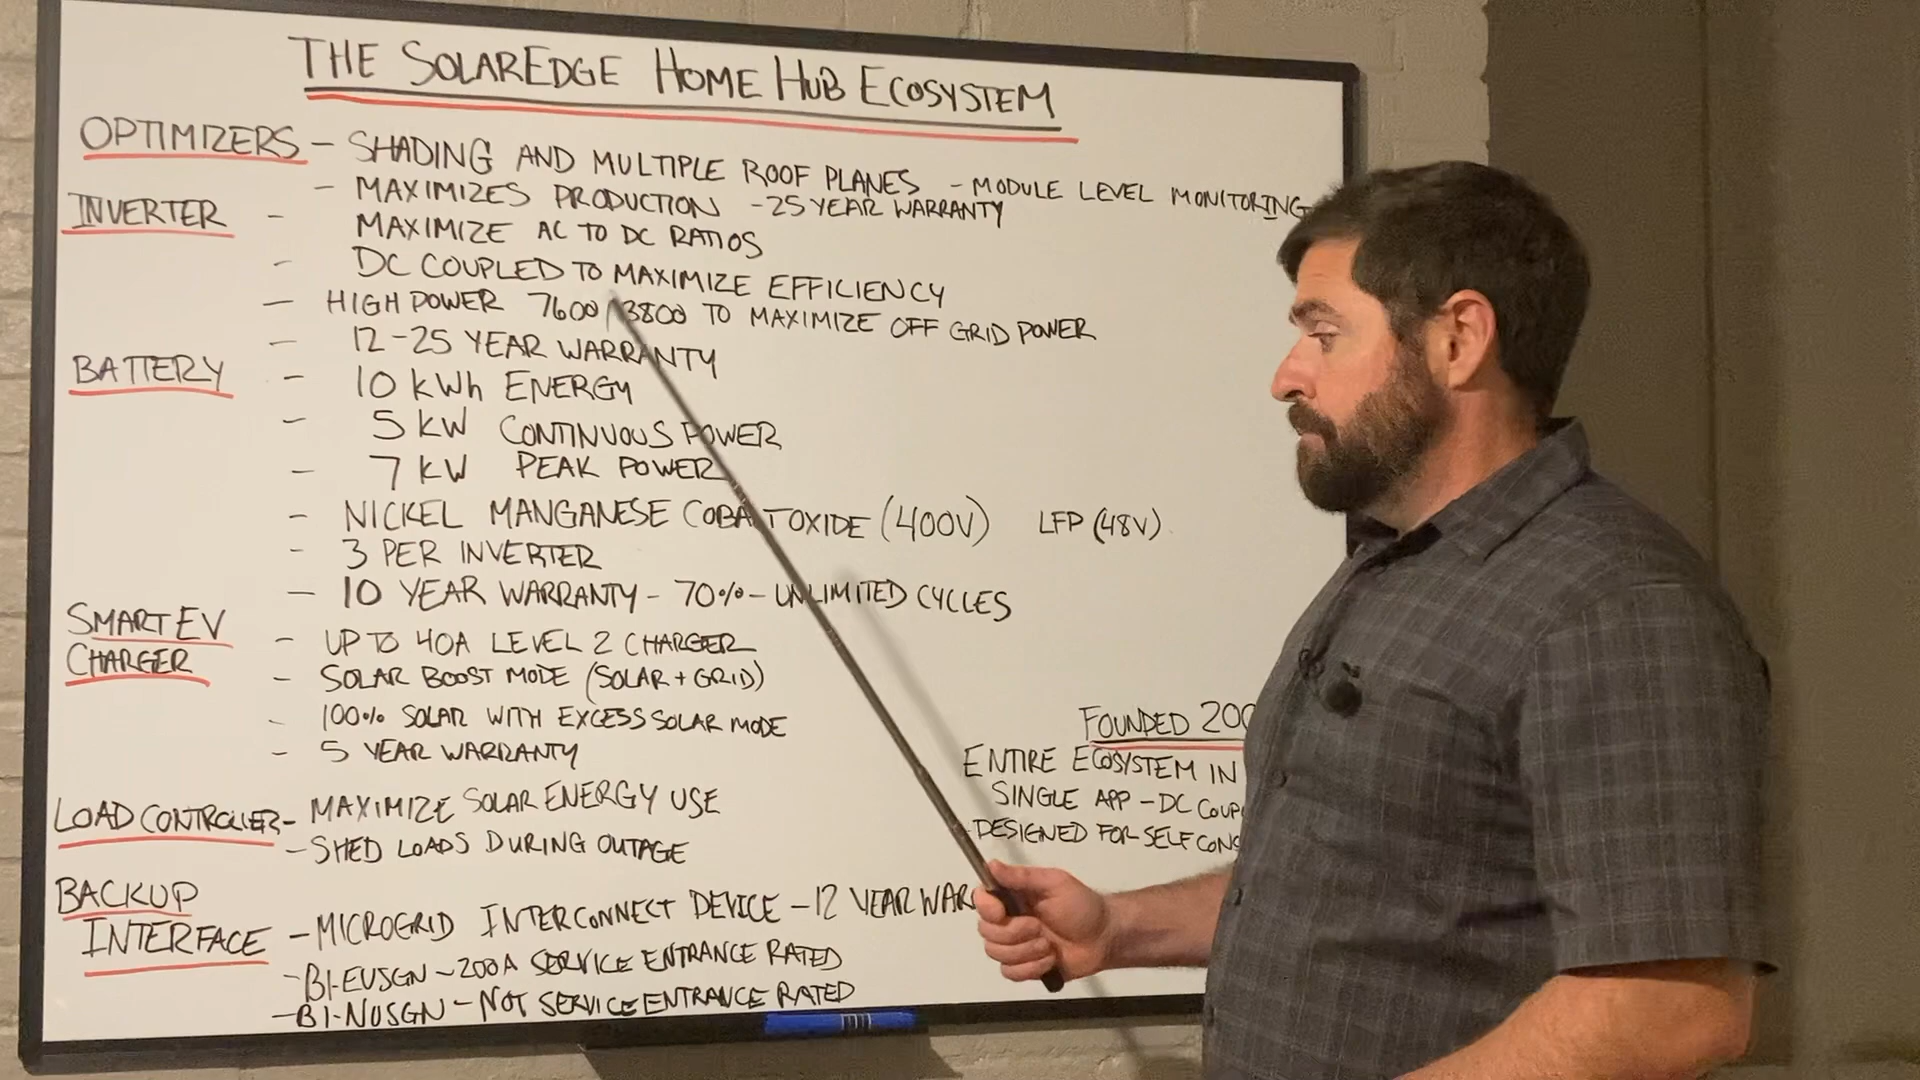 THE SOLAREDGE HOME HUB ECOSYSTEM
OPTIMIZERS - SHADING AND MULTIPLE ROOF PLANES - MODULE LEVEL MONITORING
- MAXIMIZES PRODUCTION - 25 YEAR WARRANTY
INVERTER - MAXIMIZE AC TO DC RATIOS
- DC COUPLED TO MAXIMIZE EFFICIENCY
- HIGH POWER 7600/3800 TO MAXIMIZE OFF GRID POWER
- 12-25 YEAR WARRANTY
BATTERY - 10 kWh ENERGY
- 5 KW CONTINUOUS POWER
- 7 KW PEAK POWER
- NICKEL MANGANESE COBALT OXIDE (400V) LFP (48V)
- 3 PER INVERTER
- 10 YEAR WARRANTY - 70% - UNLIMITED CYCLES
SMART EV
CHARGER
- UP TO 40A LEVEL 2 CHARGER
- SOLAR BOOST MODE (SOLAR + GRID)
- 100% SOLAR WITH EXCESS SOLAR MODE
- 5 YEAR WARRANTY
LOAD CONTROLLER - MAXIMIZE SOLAR ENERGY USE
- SHED LOADS DURING OUTAGE
BACKUP
INTERFACE - MICROGRID INTERCONNECT DEVICE - 12 YEAR
- BI-EUSGN - 200A SERVICE ENTRANCE RATED
- BI-NUSGN - NOT SERVICE ENTRANCE RATED
FOUNDED
ENTIRE ECOSYSTEM IN
SINGLE APP - DC
- DESIGNED FOR SELF